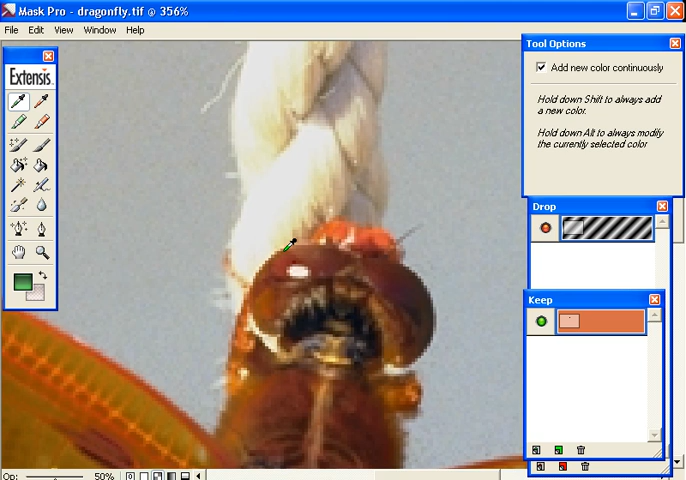 Mask Pro - dragonfly.tif @ 356%
File Edit View Window Help
Extensis
Tool Options
Add new color continuously
Hold down Shift to always add
a new color.
Hold down Alt to always modify
the currently selected color
Drop
Keep
Op: 50%